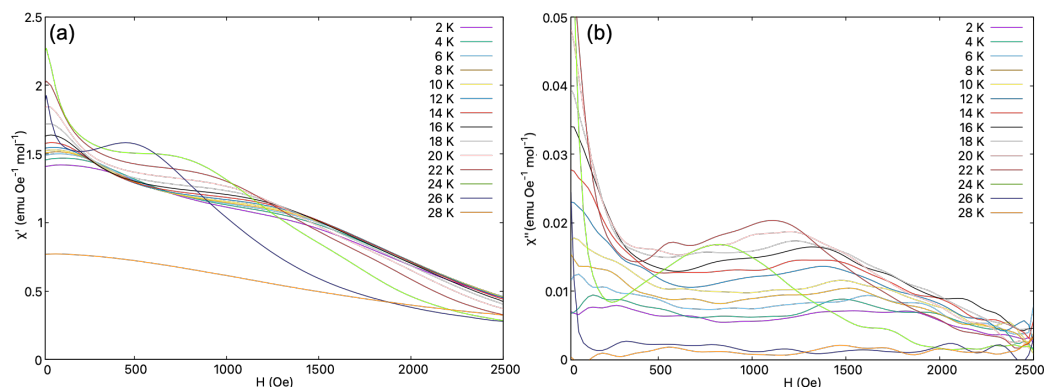 (a)
2.5
2
1.5
1
0.5
0
0
500
1000
1500
2000
2500
H (Oe)
χ' (emu Oe⁻¹ mol⁻¹)
2 K
4 K
6 K
8 K
10 K
12 K
14 K
16 K
18 K
20 K
22 K
24 K
26 K
28 K
(b)
0.05
0.04
0.03
0.02
0.01
0
0
500
1000
1500
2000
2500
H (Oe)
χ'' (emu Oe⁻¹ mol⁻¹)
2 K
4 K
6 K
8 K
10 K
12 K
14 K
16 K
18 K
20 K
22 K
24 K
26 K
28 K